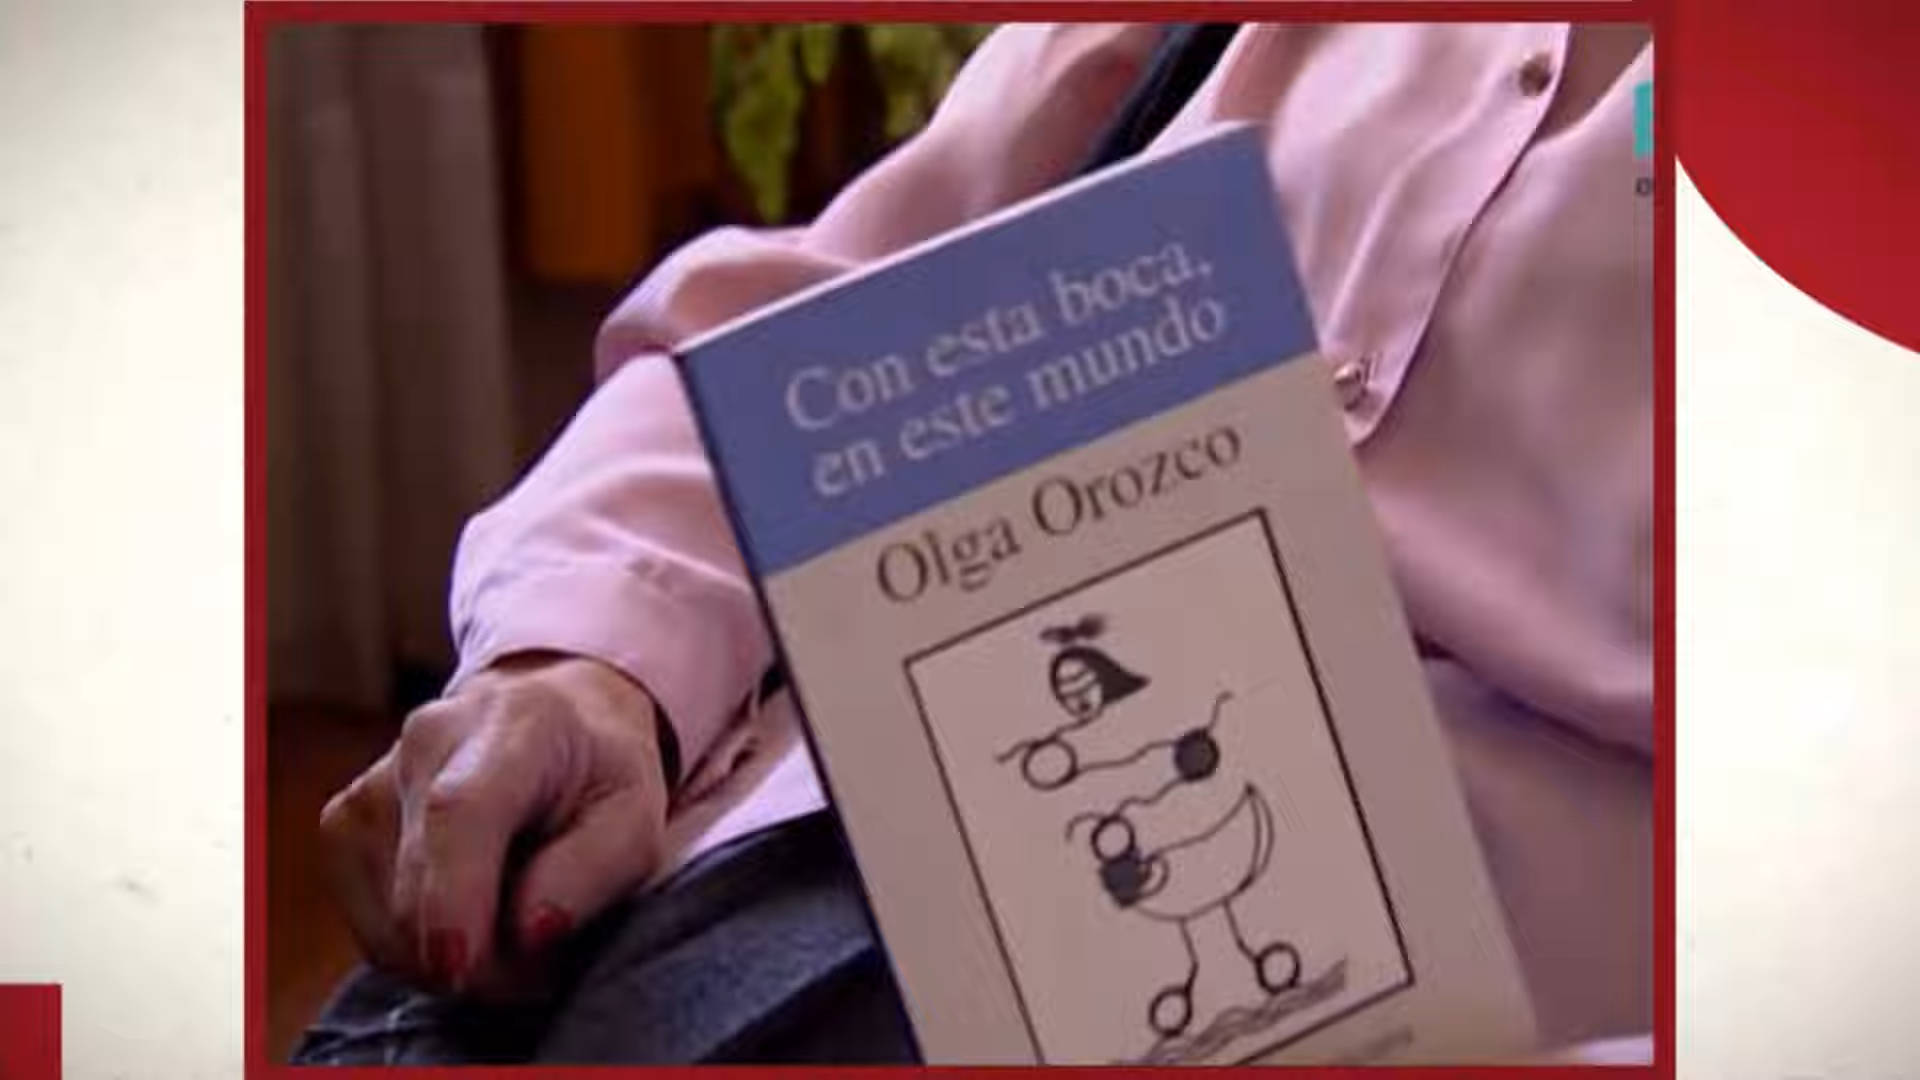 Con esta boca,
en este mundo
Olga Orozco